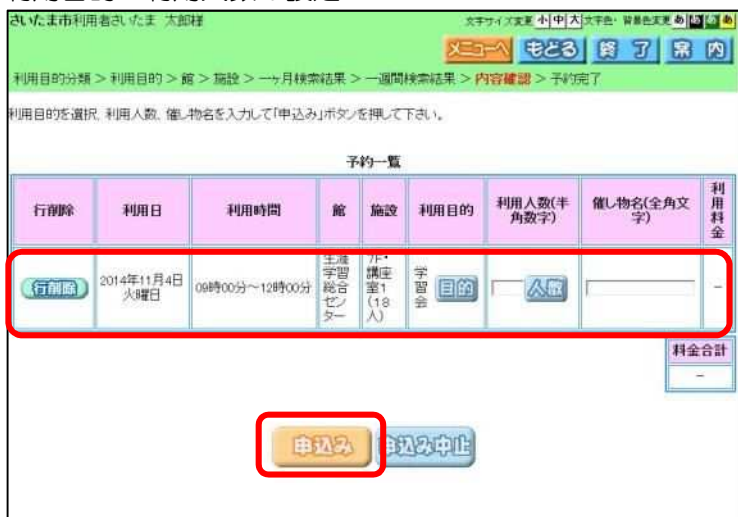 さいたま市利用者さいたま 太郎様
文字サイズ変更 小 中 大 文字色・背景色変更 あ あ あ あ
メニューへ もどる 終了 案内
利用目的分類 > 利用目的 > 館 > 施設 > 一ヶ月検索結果 > 一週間検索結果 > 内容確認 > 予約完了
利用目的を選択、利用人数、催し物名を入力して「申込み」ボタンを押して下さい。
予約一覧
行削除 利用日 利用時間 館 施設 利用目的 利用人数(半角数字) 催し物名(全角文字) 利用料金
行削除 2014年11月4日 火曜日 09時00分～12時00分 生涯学習総合センター 7F・講座室1(18人) 学習会 目的 人数 -
料金合計
-
申込み 申込み中止